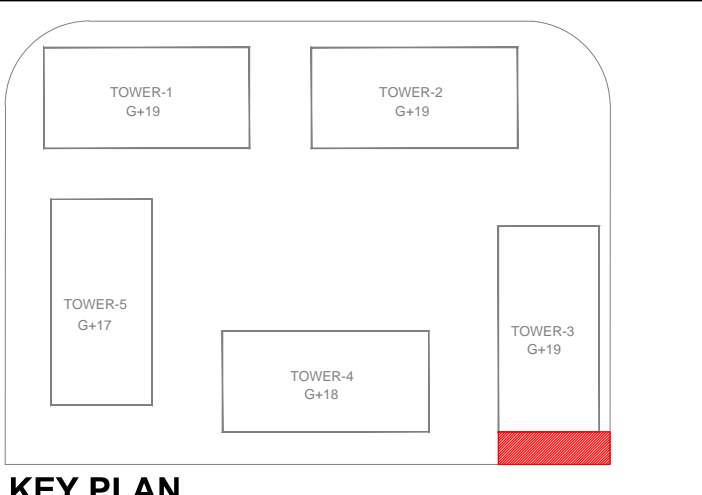 TOWER-1
G+19
TOWER-2
G+19
TOWER-5
G+17
TOWER-3
G+19
TOWER-4
G+18
KEY PLAN